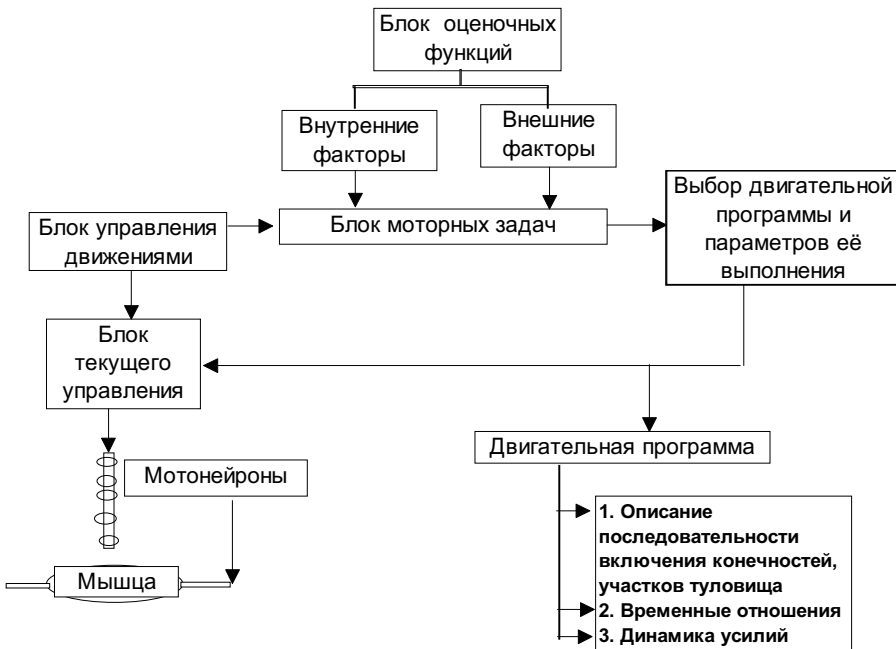 Блок оценочных
функций
Внутренние
факторы
Внешние
факторы
Выбор двигательной
программы и
параметров её
выполнения
Блок управления
движениями
Блок моторных задач
Блок
текущего
управления
Двигательная программа
Мотонейроны
Мышца
1. Описание
последовательности
включения конечностей,
участков туловища
2. Временные отношения
3. Динамика усилий